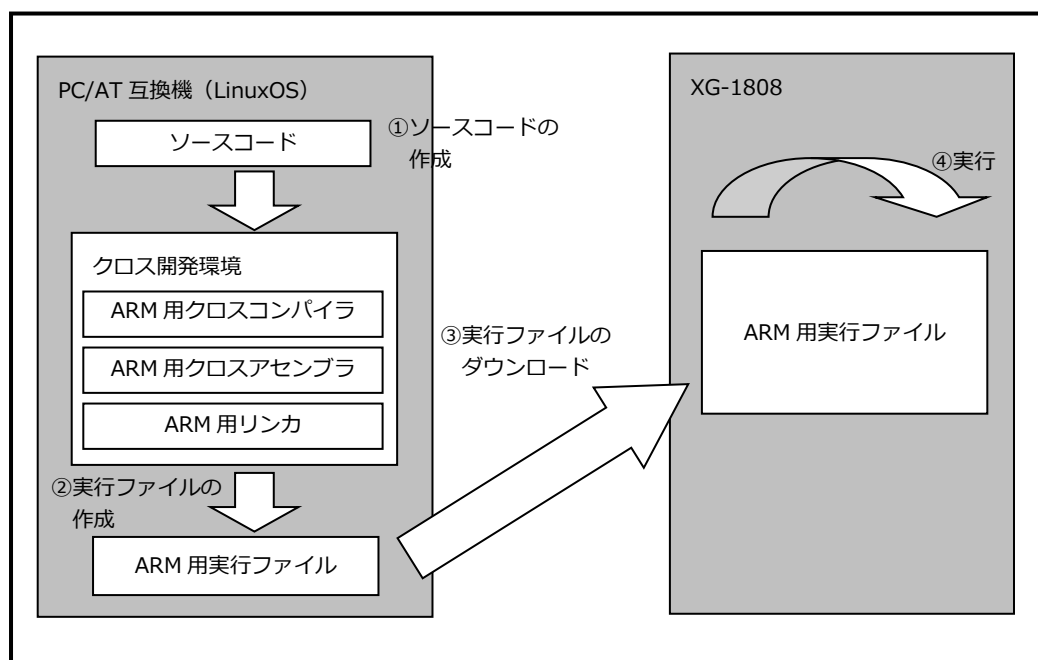 PC/AT 互換機（LinuxOS）
ソースコード
①ソースコードの
作成
クロス開発環境
ARM 用クロスコンパイラ
ARM 用クロスアセンブラ
ARM 用リンカ
②実行ファイルの
作成
ARM 用実行ファイル
③実行ファイルの
ダウンロード
XG-1808
④実行
ARM 用実行ファイル